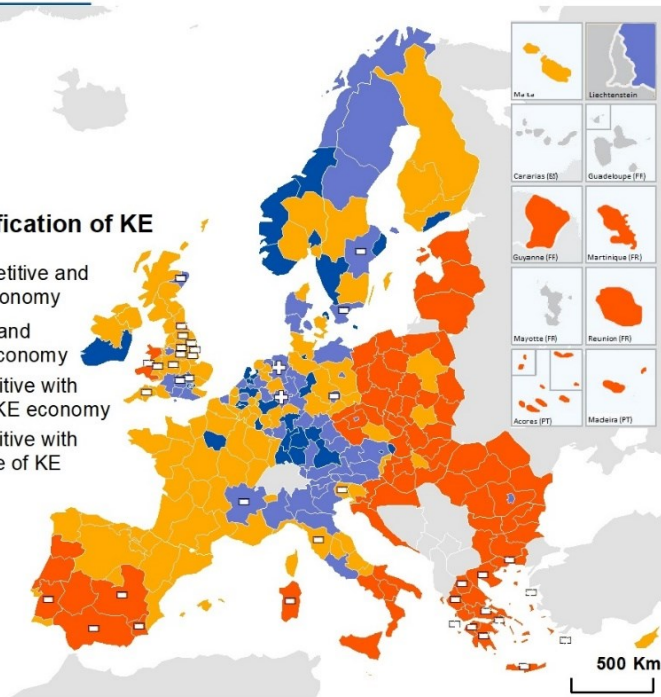 fication of KE
etitive and
conomy
and
economy
itive with
KE economy
itive with
e of KE
Malta
Liechtenstein
Canarias (ES)
Guadeloupe (FR)
Guyanne (FR)
Martinique (FR)
Mayotte (FR)
Reunion (FR)
Acores (PT)
Madeira (PT)
500 Km